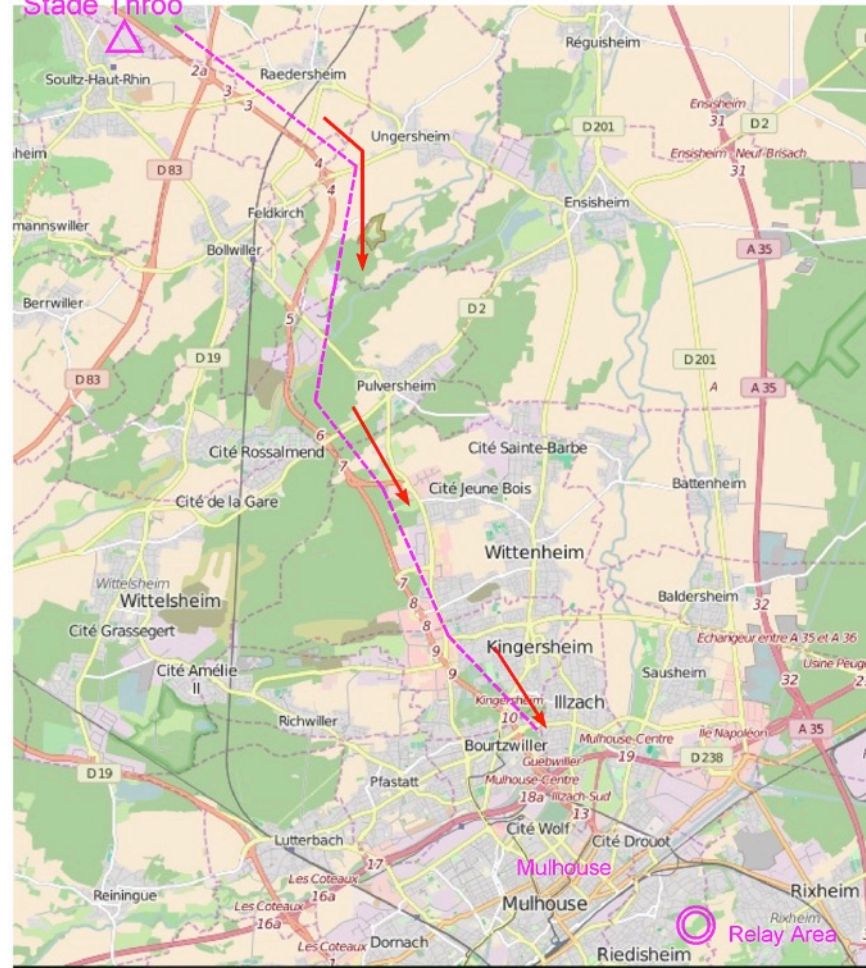 Stade Throo
Réguisheim
Soultz-Haut-Rhin
2a
Raedersheim
3
3
Ensisheim
31
D 201
D 2
Ungersheim
Ensisheim - Neuf-Brisach
31
D 83
4
4
Ensisheim
Feldkirch
mannswiller
Bollwiller
A 35
Berrwiller
D 2
5
D 19
D 201
D 83
Pulversheim
A
A 35
6
Cité Rossalmend
7
Cité Sainte-Barbe
Cité Jeune Bois
Battenheim
Cité de la Gare
Wittenheim
Wittelsheim
7
Wittelsheim
8
Baldersheim
32
8
Cité Grassegert
9
Kingersheim
Echangeur entre A 35 et A 36
Cité Amélie
II
9
Sausheim
Usine Peug
32
Kingersheim
Illzach
10
Richwiller
A 35
Bourtzwiller
Mulhouse-Centre
19
Ile Napoléon
D 238
Guebwiller
D 19
Pfastatt
Mulhouse-Centre
18a
Illzach-Sud
13
Cité Wolf
Lutterbach
Cité Drouot
17
Mulhouse
Les Coteaux
16a
Reiningue
Mulhouse
Rixheim
Les Coteaux
16a
Rixheim
Relay Area
Les Coteaux
Dornach
Riedisheim